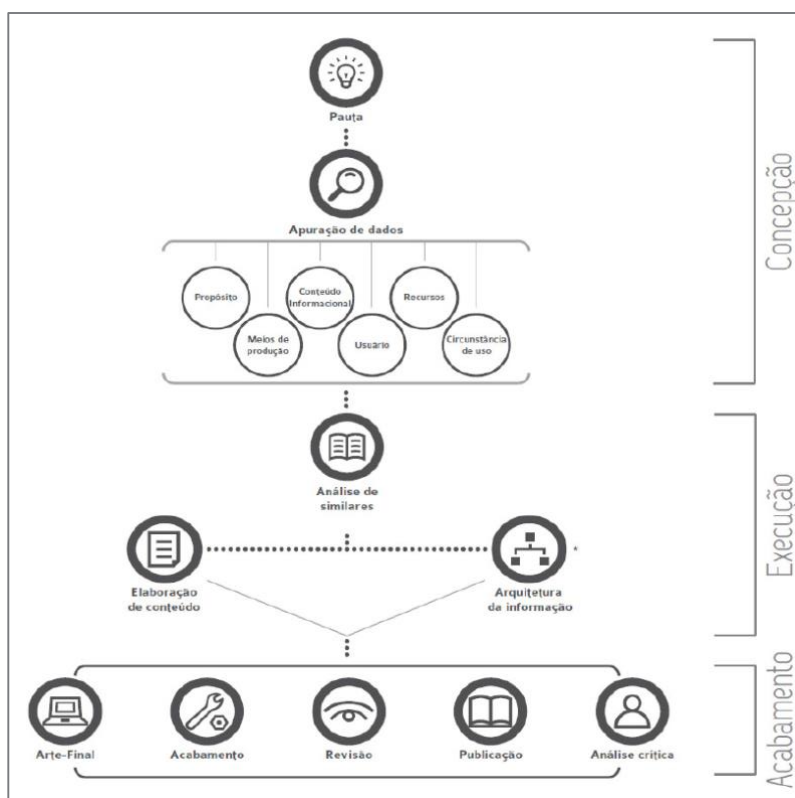 Pauta
Apuração de dados
Propósito
Meios de
produção
Conteúdo
Informacional
Usuário
Recursos
Circunstância
de uso
Concepção
Análise de
similares
Elaboração
de conteúdo
*
Arquitetura
da informação
Execução
Arte-Final
Acabamento
Revisão
Publicação
Análise crítica
Acabamento